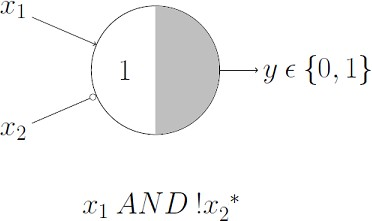 x₁
1
y ϵ {0, 1}
x₂
x₁ AND !x₂*